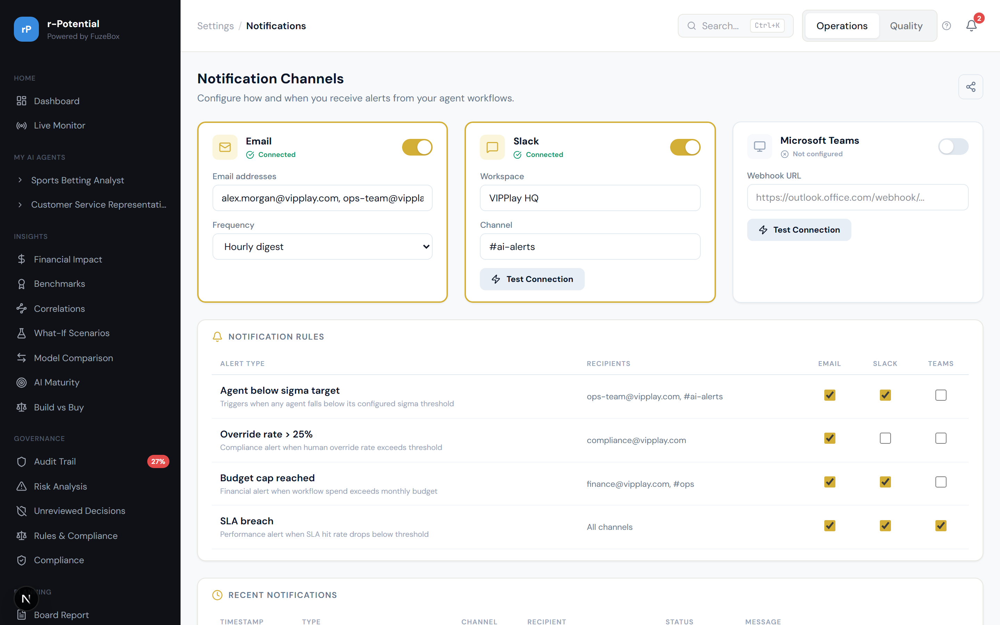 rP
r-Potential
Powered by FuzeBox
HOME
Dashboard
Live Monitor
MY AI AGENTS
Sports Betting Analyst
Customer Service Representati...
INSIGHTS
Financial Impact
Benchmarks
Correlations
What-If Scenarios
Model Comparison
AI Maturity
Build vs Buy
GOVERNANCE
Audit Trail 27%
Risk Analysis
Unreviewed Decisions
Rules & Compliance
Compliance
N
Board Report
Settings / Notifications
Search... Ctrl+K
Operations Quality
2
Notification Channels
Configure how and when you receive alerts from your agent workflows.
Email
Connected
Email addresses
alex.morgan@vipplay.com, ops-team@vippla
Frequency
Hourly digest
Slack
Connected
Workspace
VIPPlay HQ
Channel
#ai-alerts
Test Connection
Microsoft Teams
Not configured
Webhook URL
https://outlook.office.com/webhook/...
Test Connection
NOTIFICATION RULES
ALERT TYPE RECIPIENTS EMAIL SLACK TEAMS
Agent below sigma target
Triggers when any agent falls below its configured sigma threshold
ops-team@vipplay.com, #ai-alerts
Override rate > 25%
Compliance alert when human override rate exceeds threshold
compliance@vipplay.com
Budget cap reached
Financial alert when workflow spend exceeds monthly budget
finance@vipplay.com, #ops
SLA breach
Performance alert when SLA hit rate drops below threshold
All channels
RECENT NOTIFICATIONS
TIMESTAMP TYPE CHANNEL RECIPIENT STATUS MESSAGE